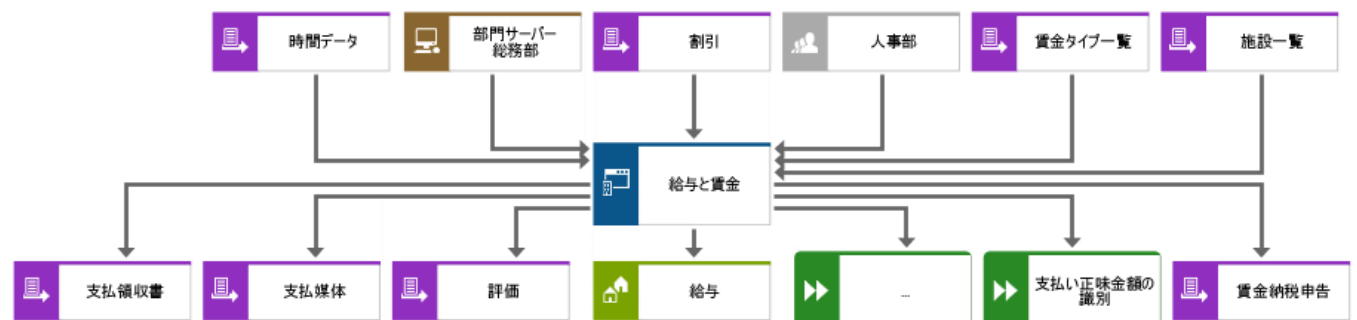 時間データ
部門サーバー
総務部
割引
人事部
賃金タイプ一覧
施設一覧
給与と賃金
支払領収書
支払媒体
評価
給与
...
支払い正味金額の
識別
賃金納税申告